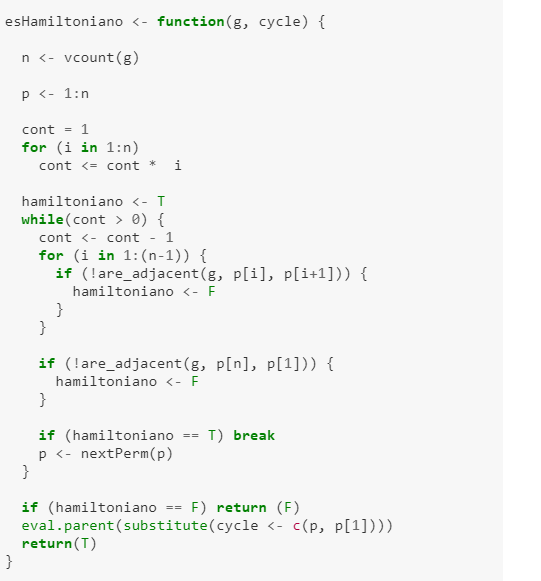 esHamiltoniano <- function(g, cycle) {
n <- vcount(g)
p <- 1:n
cont = 1
for (i in 1:n)
cont <= cont *  i
hamiltoniano <- T
while(cont > 0) {
cont <- cont - 1
for (i in 1:(n-1)) {
if (!are_adjacent(g, p[i], p[i+1])) {
hamiltoniano <- F
}
}
if (!are_adjacent(g, p[n], p[1])) {
hamiltoniano <- F
}
if (hamiltoniano == T) break
p <- nextPerm(p)
}
if (hamiltoniano == F) return (F)
eval.parent(substitute(cycle <- c(p, p[1])))
return(T)
}